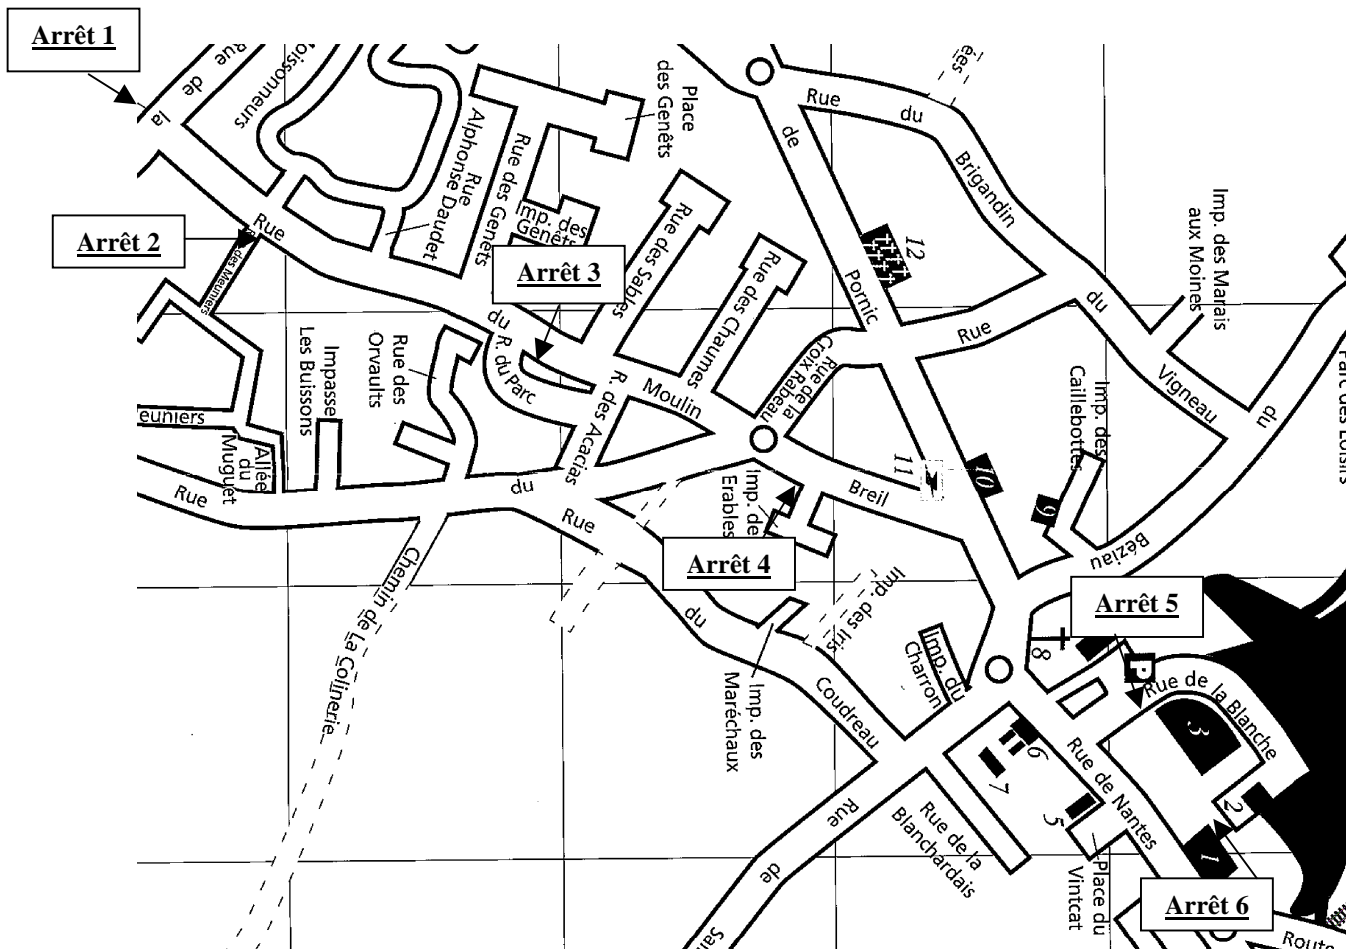 Arrêt 1
Rue
de
la
Moissonneurs
Place
des Genêts
Rue
Alphonse Daudet
Rue des Genêts
Imp. des
Genêts
Rue
du
Brigandin
de
Pornic
12
Imp. des Marais
aux Moines
Arrêt 2
Rue
des Meuniers
Arrêt 3
Rue des Sables
Rue des Chaumes
Rue
du
Vigneau
du
Parc des Loisirs
du
R. du Parc
Rue des
Orvaults
Impasse
Les Buissons
Moulin
R. des Acacias
Rue de la
Croix Rabeau
Imp. des
Caillebottes
euniers
Allée
du
Muguet
Rue
du
Rue
Imp. de
Erables
Breil
11
10
9
Béziau
Arrêt 4
Arrêt 5
Chemin de La Colinerie
du
Imp. des Iris
Imp. du
Charron
8
P
Rue de la Blanche
Imp. des
Maréchaux
Coudreau
3
6
7
5
Rue de Nantes
2
1
Rue
de
Rue de la
Blanchardais
Place du
Vintcat
Arrêt 6
Route